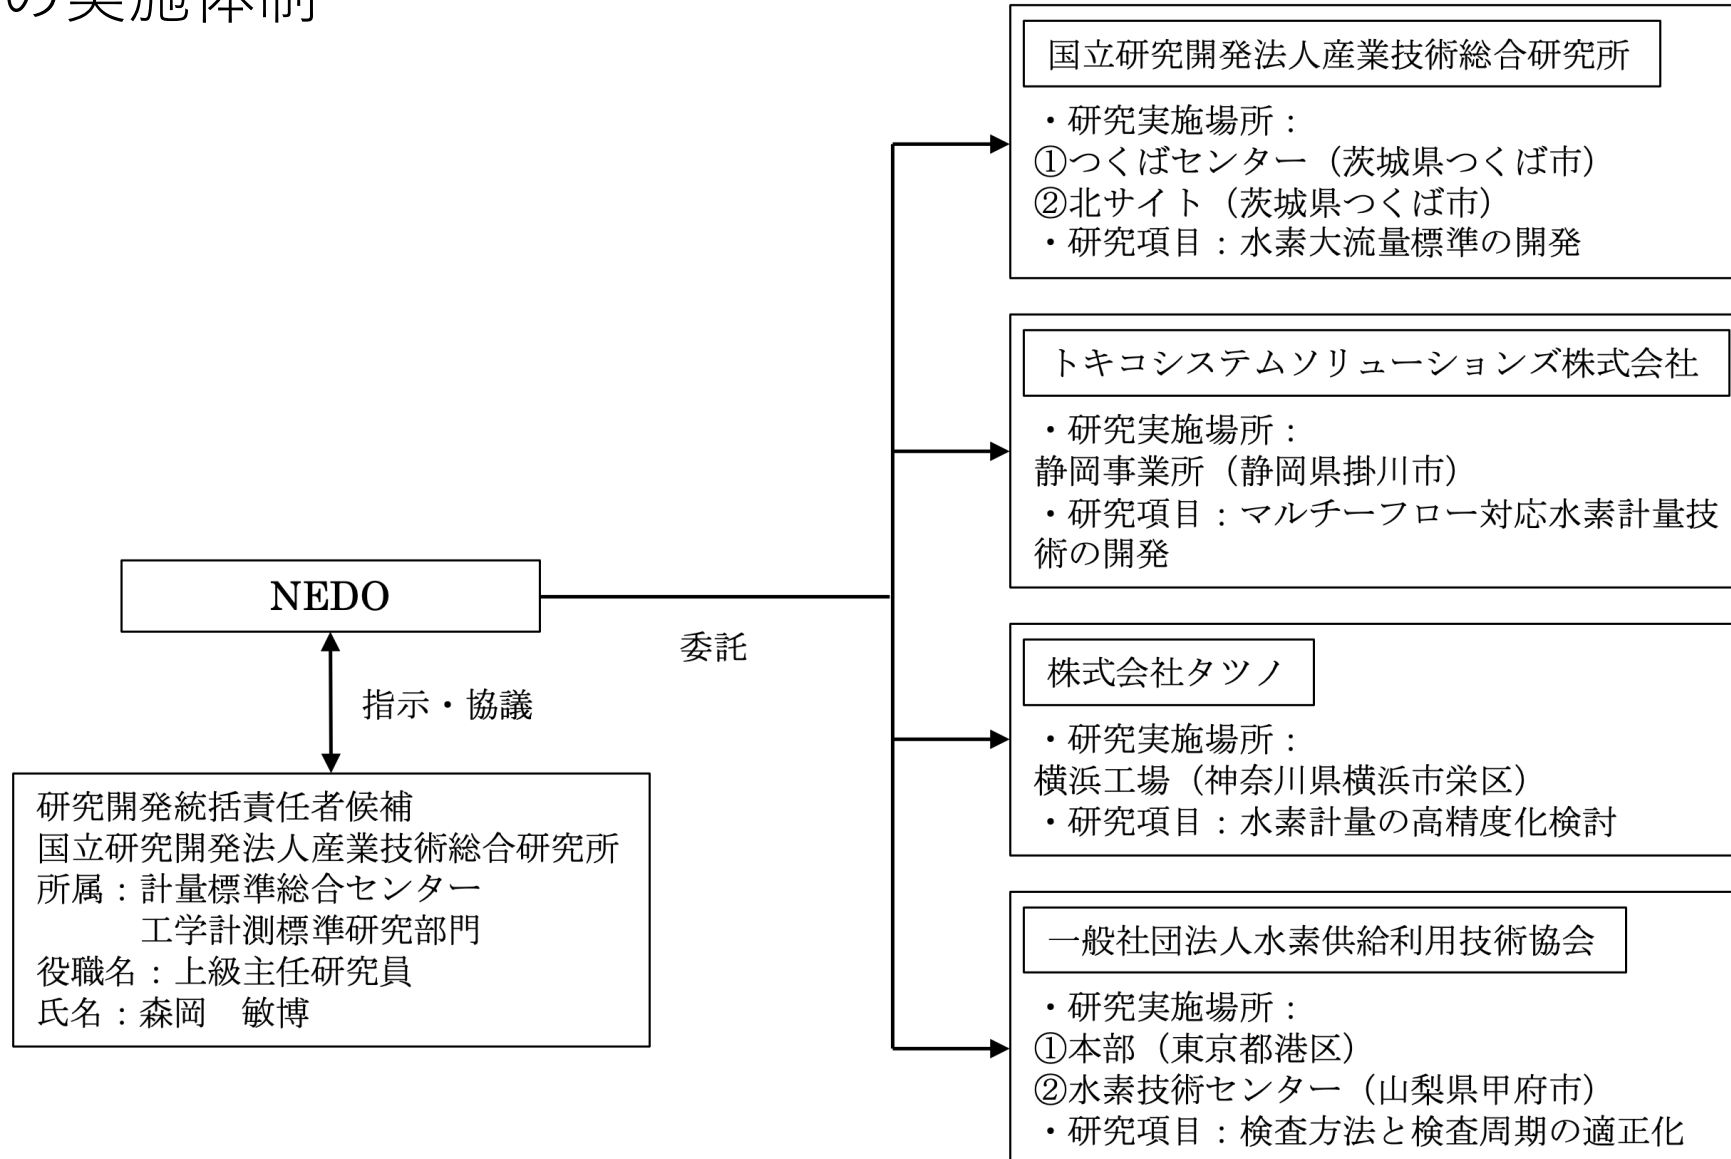 の実施体制
国立研究開発法人産業技術総合研究所
・研究実施場所：
①つくばセンター（茨城県つくば市）
②北サイト（茨城県つくば市）
・研究項目：水素大流量標準の開発
トキコシステムソリューションズ株式会社
・研究実施場所：
静岡事業所（静岡県掛川市）
・研究項目：マルチーフロー対応水素計量技
術の開発
NEDO
委託
指示・協議
株式会社タツノ
・研究実施場所：
横浜工場（神奈川県横浜市栄区）
・研究項目：水素計量の高精度化検討
研究開発統括責任者候補
国立研究開発法人産業技術総合研究所
所属：計量標準総合センター
工学計測標準研究部門
役職名：上級主任研究員
氏名：森岡　敏博
一般社団法人水素供給利用技術協会
・研究実施場所：
①本部（東京都港区）
②水素技術センター（山梨県甲府市）
・研究項目：検査方法と検査周期の適正化